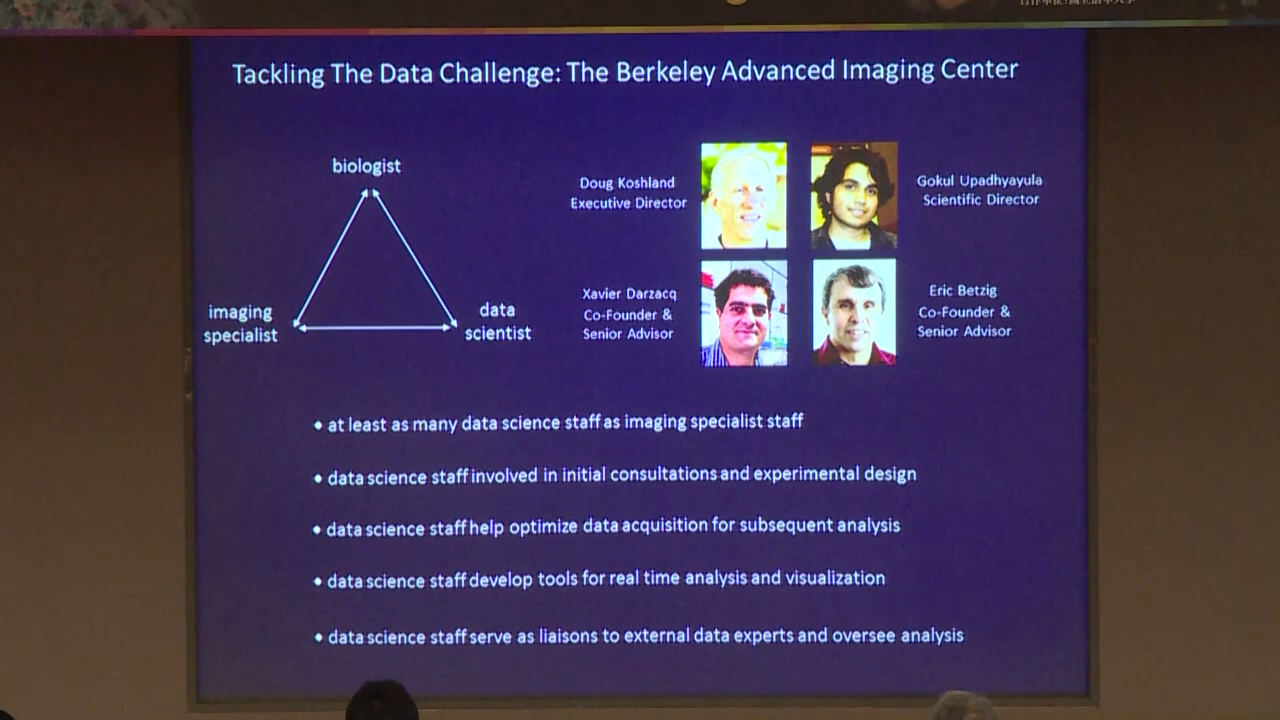 Tackling The Data Challenge: The Berkeley Advanced Imaging Center
biologist
imaging
specialist
data
scientist
Doug Koshland
Executive Director
Gokul Upadhyayula
Scientific Director
Xavier Darzacq
Co-Founder &
Senior Advisor
Eric Betzig
Co-Founder &
Senior Advisor
• at least as many data science staff as imaging specialist staff
• data science staff involved in initial consultations and experimental design
• data science staff help optimize data acquisition for subsequent analysis
• data science staff develop tools for real time analysis and visualization
• data science staff serve as liaisons to external data experts and oversee analysis